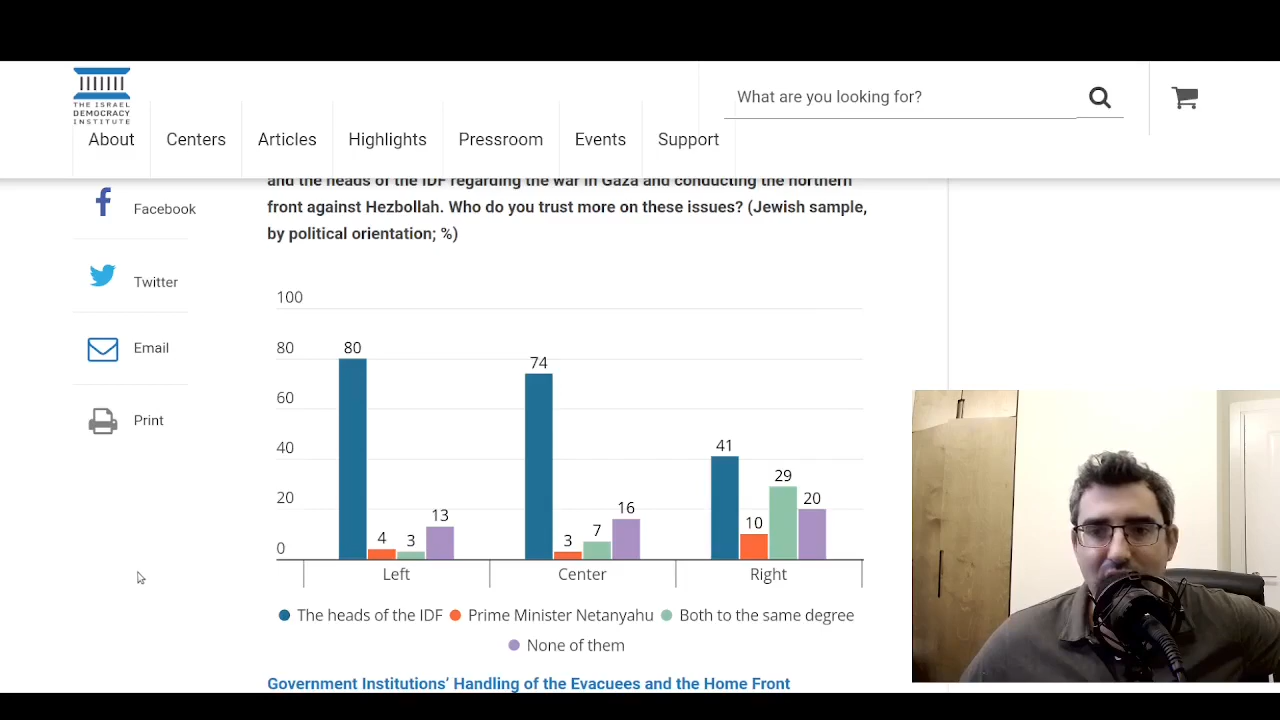 THE ISRAEL
DEMOCRACY
INSTITUTE
What are you looking for?
About Centers Articles Highlights Pressroom Events Support
Facebook
Twitter
Email
Print
and the heads of the IDF regarding the war in Gaza and conducting the northern
front against Hezbollah. Who do you trust more on these issues? (Jewish sample,
by political orientation; %)
100
80
60
40
20
0
80 4 3 13
74 3 7 16
41 10 29 20
Left Center Right
The heads of the IDF Prime Minister Netanyahu Both to the same degree
None of them
Government Institutions’ Handling of the Evacuees and the Home Front